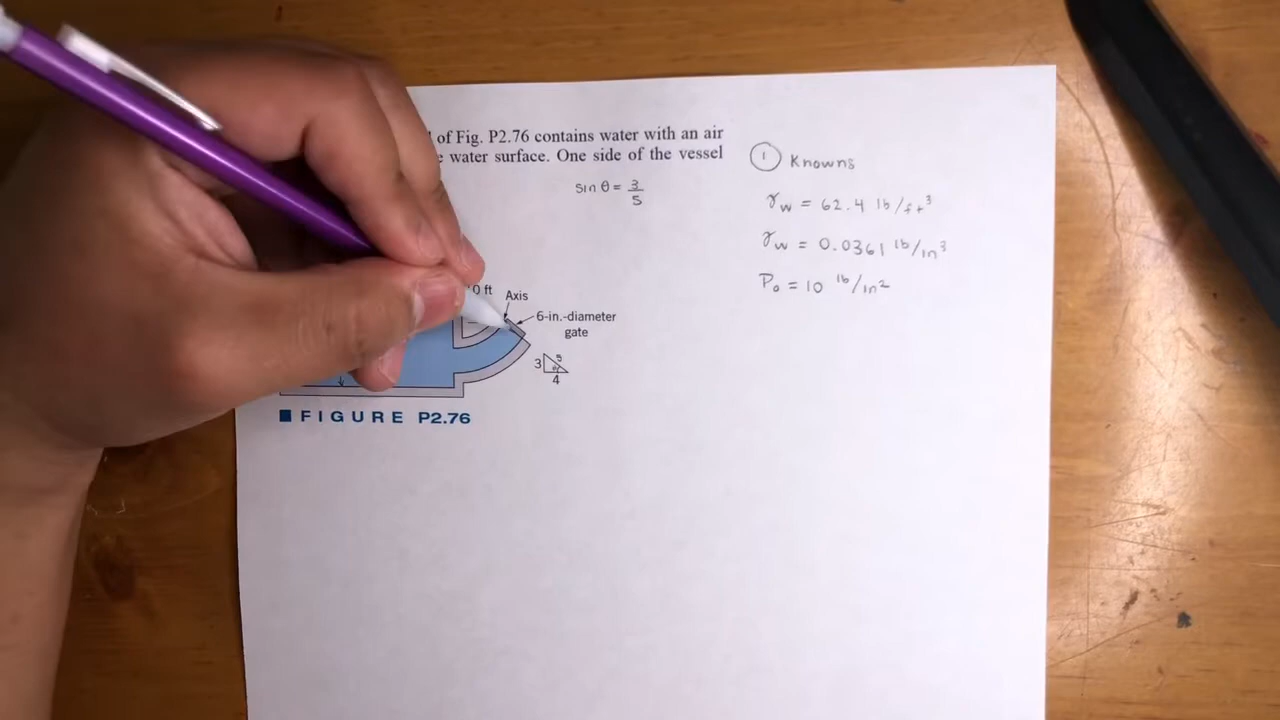 of Fig. P2.76 contains water with an air
water surface. One side of the vessel
sin θ = 3/5
0 ft
Axis
6-in.-diameter
gate
3
5
4
FIGURE P2.76
1 Knowns
γw = 62.4 lb/ft³
γw = 0.0361 lb/in³
P₀ = 10 lb/in²